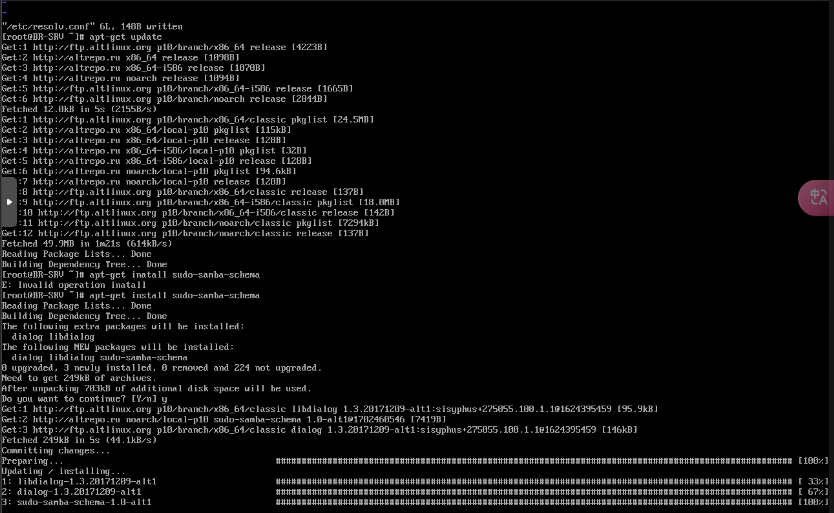 "/etc/resolv.conf" 6L, 148B written
[root@BR-SRV ~]# apt-get update
Get:1 http://ftp.altlinux.org p10/branch/x86_64 release [4223B]
Get:2 http://altrepo.ru x86_64 release [1098B]
Get:3 http://altrepo.ru x86_64-i586 release [1070B]
Get:4 http://altrepo.ru noarch release [1094B]
Get:5 http://ftp.altlinux.org p10/branch/x86_64-i586 release [1665B]
Get:6 http://ftp.altlinux.org p10/branch/noarch release [2844B]
Fetched 12.0kB in 5s (2155B/s)
Get:1 http://ftp.altlinux.org p10/branch/x86_64/classic pkglist [24.5MB]
Get:2 http://altrepo.ru x86_64/local-p10 pkglist [115kB]
Get:3 http://altrepo.ru x86_64/local-p10 release [128B]
Get:4 http://altrepo.ru x86_64-i586/local-p10 pkglist [32B]
Get:5 http://altrepo.ru x86_64-i586/local-p10 release [128B]
Get:6 http://altrepo.ru noarch/local-p10 pkglist [94.6kB]
:7 http://altrepo.ru noarch/local-p10 release [128B]
:8 http://ftp.altlinux.org p10/branch/x86_64/classic release [137B]
:9 http://ftp.altlinux.org p10/branch/x86_64-i586/classic pkglist [18.0MB]
:10 http://ftp.altlinux.org p10/branch/x86_64-i586/classic release [142B]
:11 http://ftp.altlinux.org p10/branch/noarch/classic pkglist [7294kB]
Get:12 http://ftp.altlinux.org p10/branch/noarch/classic release [137B]
Fetched 49.9MB in 1m21s (614kB/s)
Reading Package Lists... Done
Building Dependency Tree... Done
[root@BR-SRV ~]# apt-get inatall sudo-samba-schema
E: Invalid operation inatall
[root@BR-SRV ~]# apt-get install sudo-samba-schema
Reading Package Lists... Done
Building Dependency Tree... Done
The following extra packages will be installed:
dialog libdialog
The following NEW packages will be installed:
dialog libdialog sudo-samba-schema
0 upgraded, 3 newly installed, 0 removed and 224 not upgraded.
Need to get 249kB of archives.
After unpacking 703kB of additional disk space will be used.
Do you want to continue? [Y/n] y
Get:1 http://ftp.altlinux.org p10/branch/x86_64/classic libdialog 1.3.20171209-alt1:sisyphus+275055.100.1.1@1624395459 [95.9kB]
Get:2 http://altrepo.ru noarch/local-p10 sudo-samba-schema 1.0-alt1@1702460546 [7419B]
Get:3 http://ftp.altlinux.org p10/branch/x86_64/classic dialog 1.3.20171209-alt1:sisyphus+275055.100.1.1@1624395459 [146kB]
Fetched 249kB in 5s (44.1kB/s)
Committing changes...
Preparing... #################################################################################################### [100%]
Updating / installing...
1: libdialog-1.3.20171209-alt1 #################################################################################################### [ 33%]
2: dialog-1.3.20171209-alt1 #################################################################################################### [ 67%]
3: sudo-samba-schema-1.0-alt1 #################################################################################################### [100%]
中A